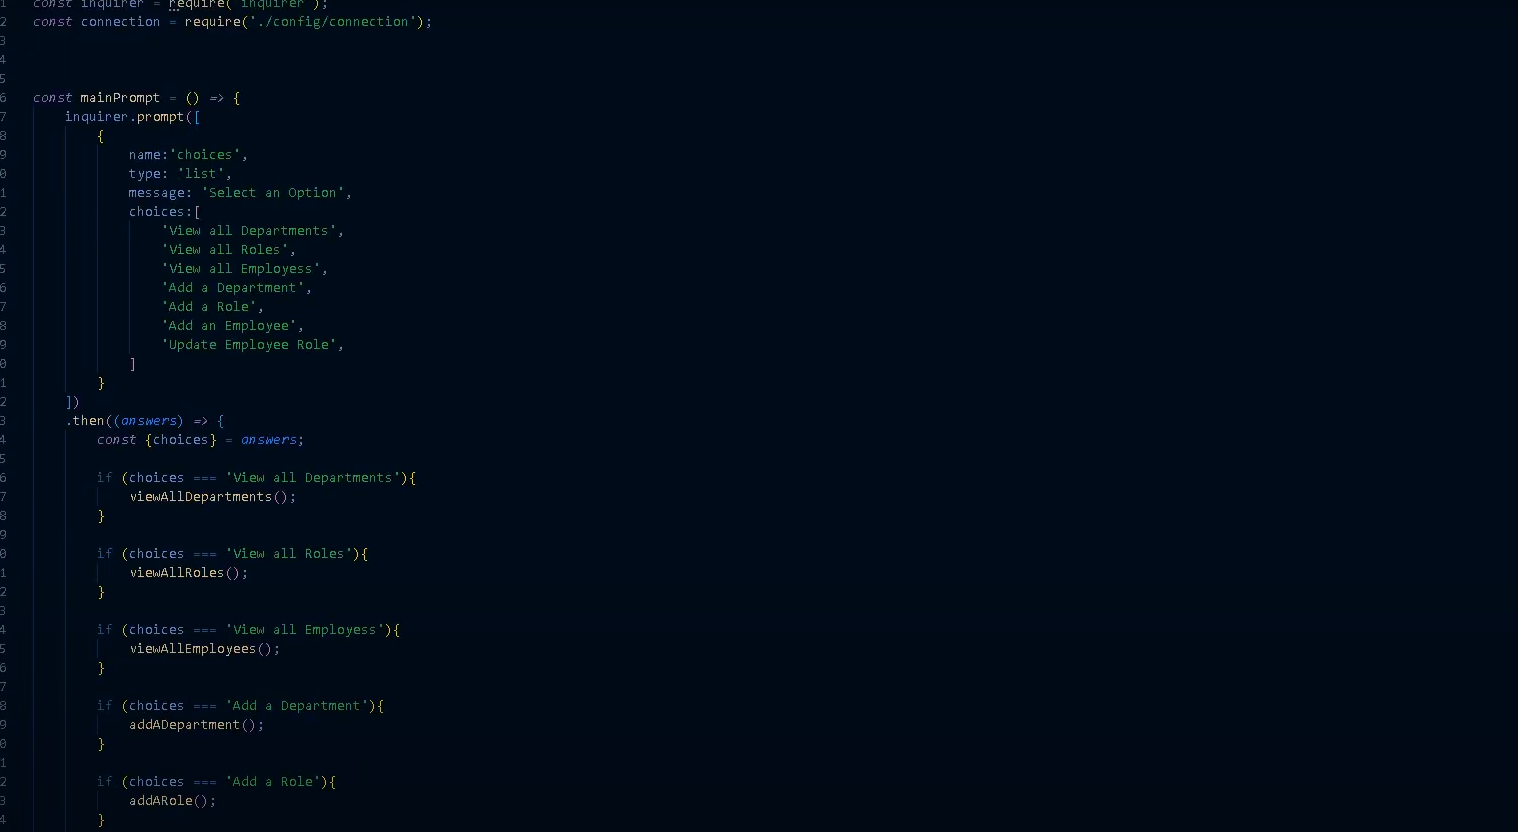 1 const inquirer = require('inquirer');
2 const connection = require('./config/connection');
3
4
5
6 const mainPrompt = () => {
7 inquirer.prompt([
8 {
9 name:'choices',
0 type: 'list',
1 message: 'Select an Option',
2 choices:[
3 'View all Departments',
4 'View all Roles',
5 'View all Employess',
6 'Add a Department',
7 'Add a Role',
8 'Add an Employee',
9 'Update Employee Role',
0 ]
1 }
2 ])
3 .then((answers) => {
4 const {choices} = answers;
5
6 if (choices === 'View all Departments'){
7 viewAllDepartments();
8 }
9
0 if (choices === 'View all Roles'){
1 viewAllRoles();
2 }
3
4 if (choices === 'View all Employess'){
5 viewAllEmployees();
6 }
7
8 if (choices === 'Add a Department'){
9 addADepartment();
0 }
1
2 if (choices === 'Add a Role'){
3 addARole();
4 }